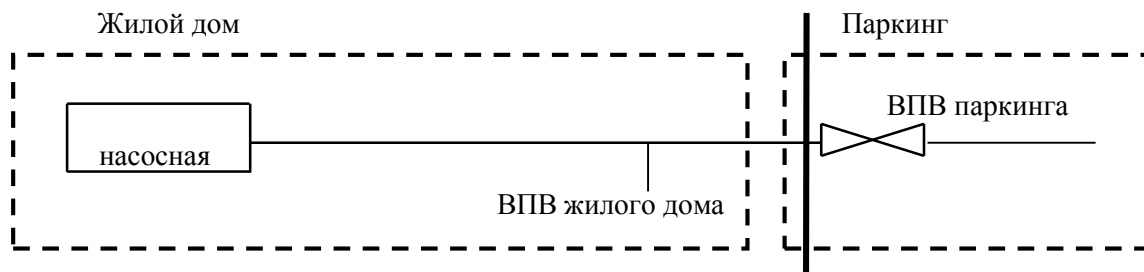 Жилой дом
Паркинг
ВПВ паркинга
насосная
ВПВ жилого дома